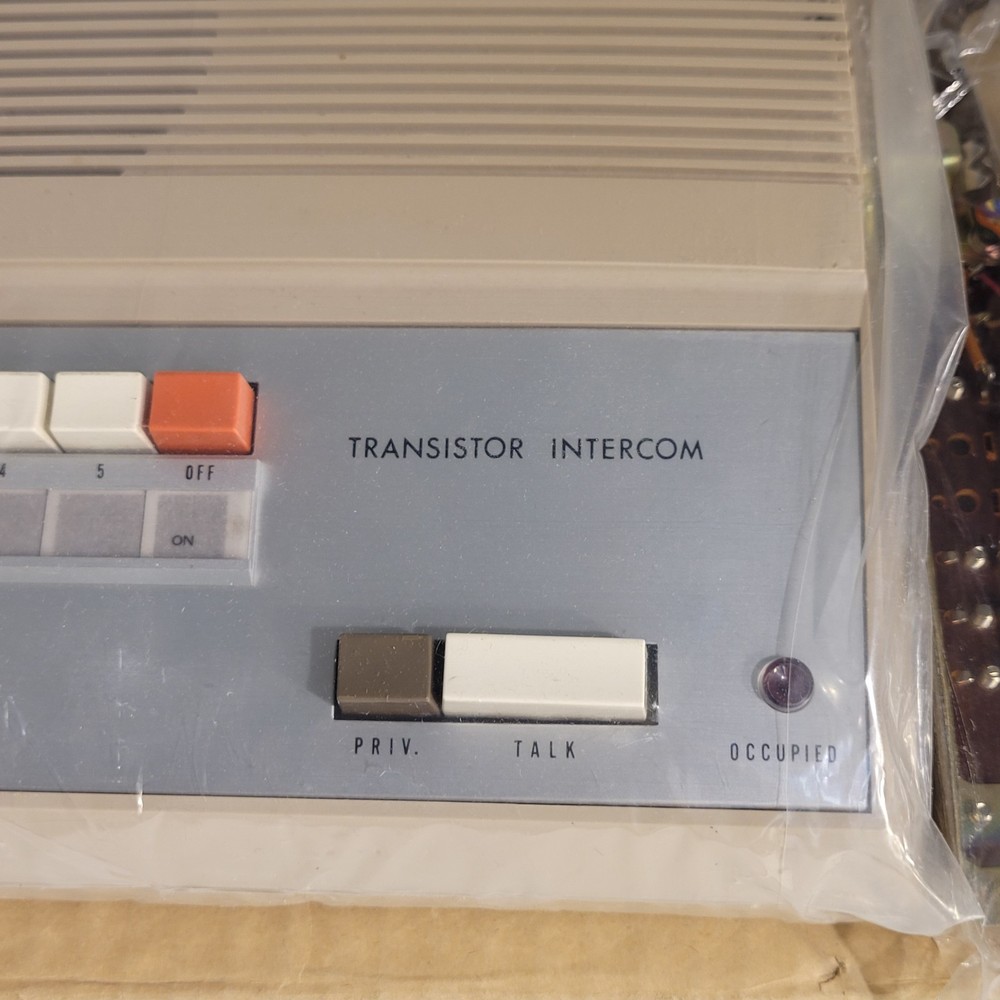 TRANSISTOR INTERCOM
4 5 OFF
ON
PRIV. TALK OCCUPIED